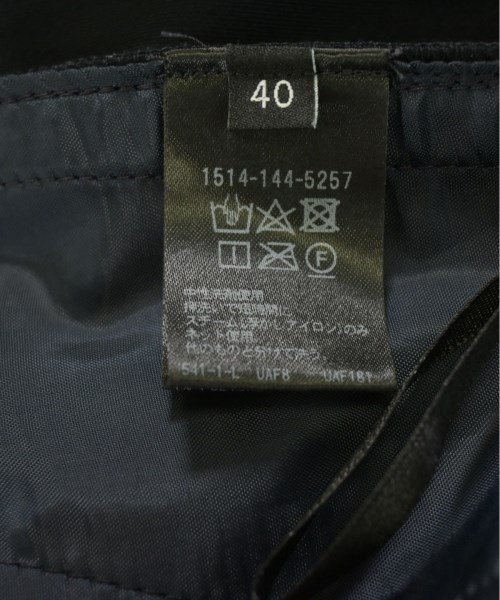 40
1514-144-5257
F
中性洗剤使用
押洗いで短時間に
スチーム(浮かしアイロン)のみ
ネット使用
他のものと分けて洗う。
541-1-L UAF8 UAF181